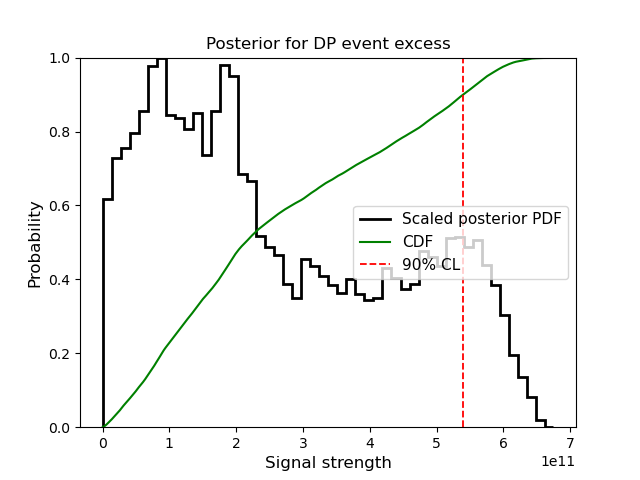 Posterior for DP event excess
1.0
0.8
0.6
0.4
0.2
0.0
Probability
Scaled posterior PDF
CDF
90% CL
0 1 2 3 4 5 6 7
1e11
Signal strength